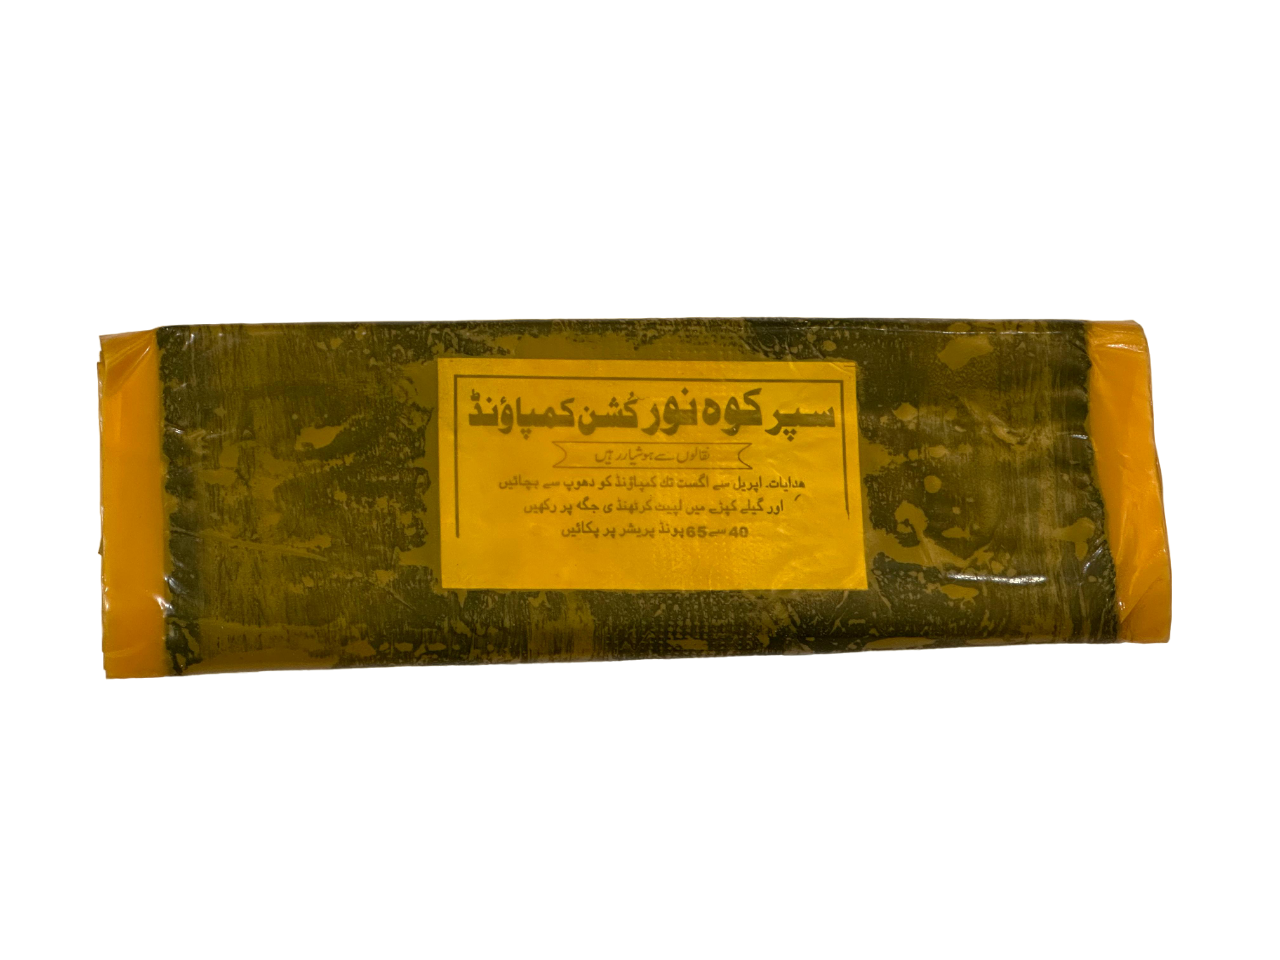 سپر کوہ نور کُشن کمپاؤنڈ
نقالوں سے ہوشیار رہیں
ھدایات۔ اپریل سے اگست تک کمپاؤنڈ کو دھوپ سے بچائیں
اور گیلے کپڑے میں لپیٹ کر ٹھنڈی جگہ پر رکھیں
40 سے 65 پونڈ پریشر پر پکائیں